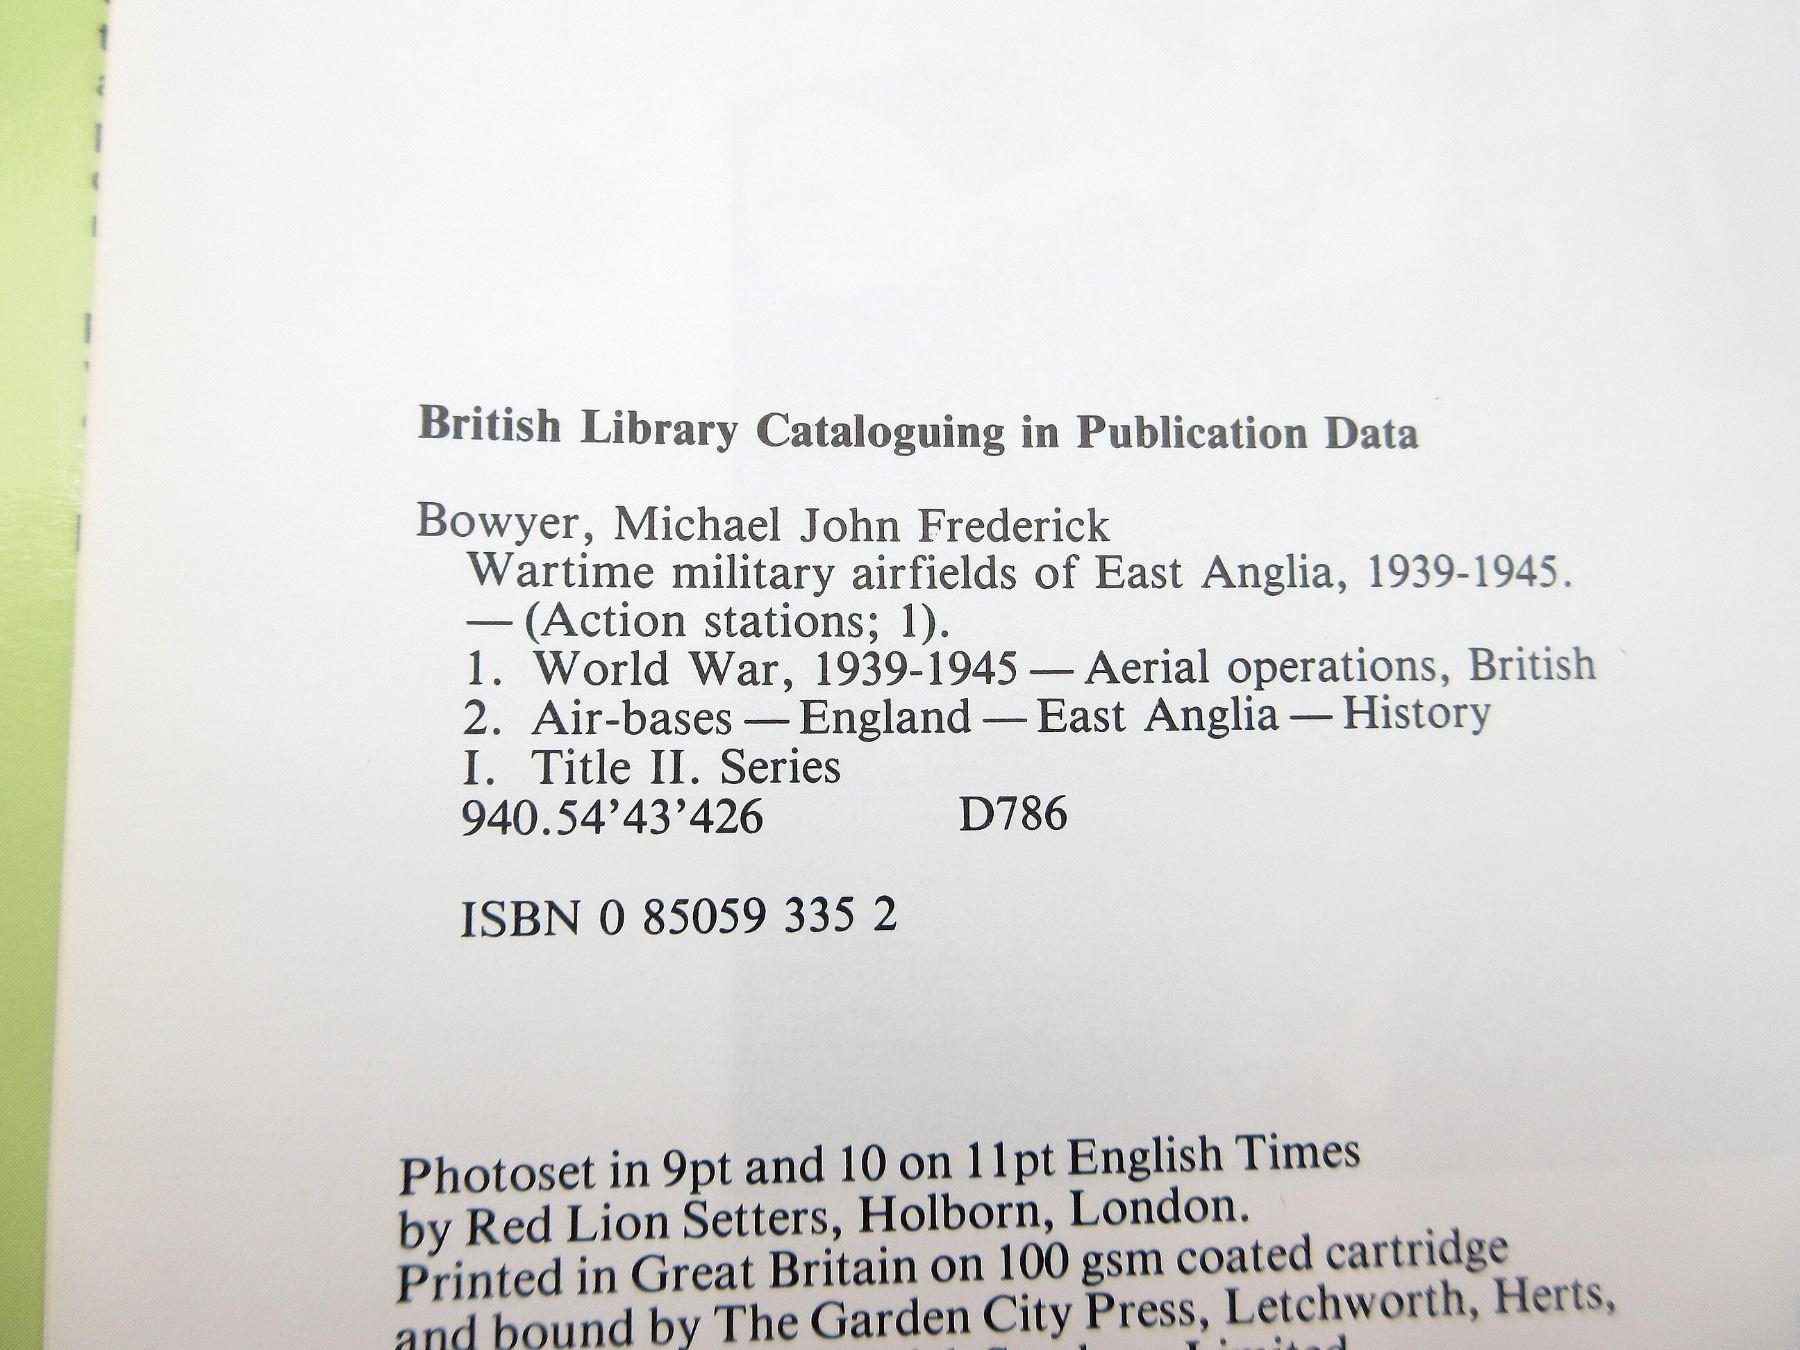 British Library Cataloguing in Publication Data
Bowyer, Michael John Frederick
Wartime military airfields of East Anglia, 1939-1945.
— (Action stations; 1).
1. World War, 1939-1945 — Aerial operations, British
2. Air-bases — England — East Anglia — History
I. Title II. Series
940.54’43’426 D786
ISBN 0 85059 335 2
Photoset in 9pt and 10 on 11pt English Times
by Red Lion Setters, Holborn, London.
Printed in Great Britain on 100 gsm coated cartridge
and bound by The Garden City Press, Letchworth, Herts,
Limited